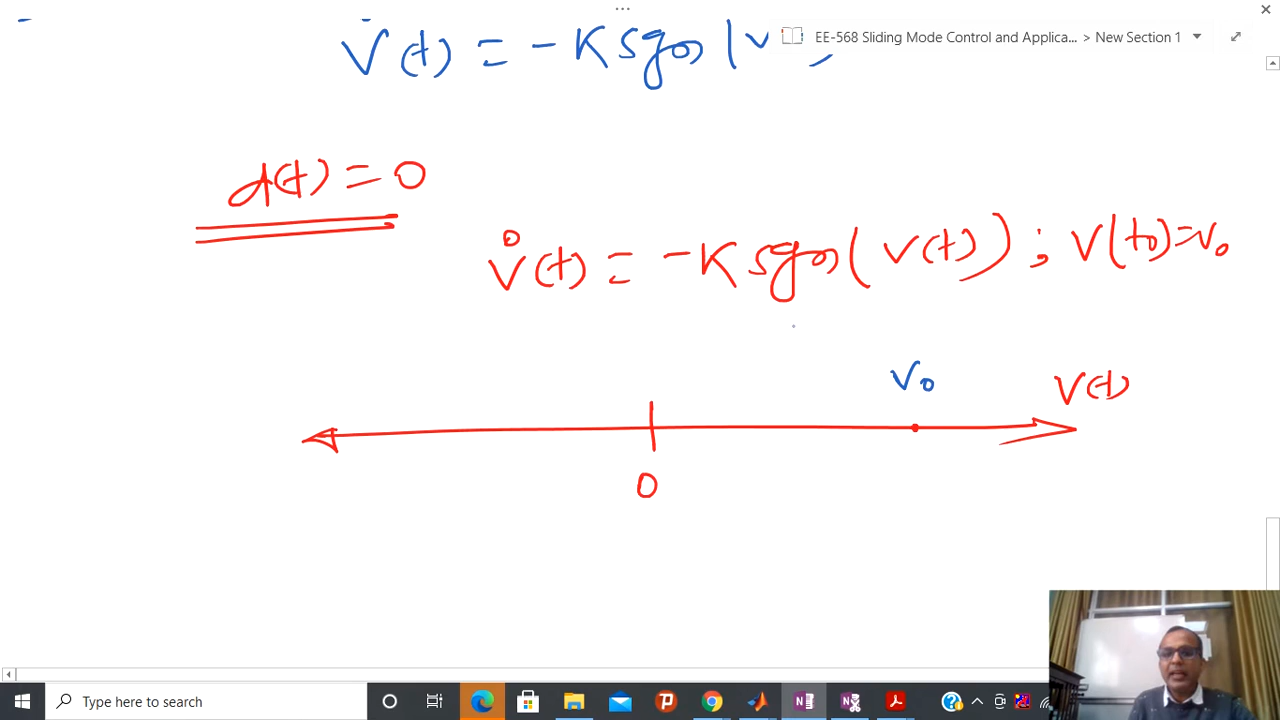 EE-568 Sliding Mode Control and Applica... > New Section 1
V̇(t) = -K sgn(v
d(t) = 0
V̇(t) = -K sgn(V(t)); V(t₀)=V₀
V₀
V(t)
0
Type here to search